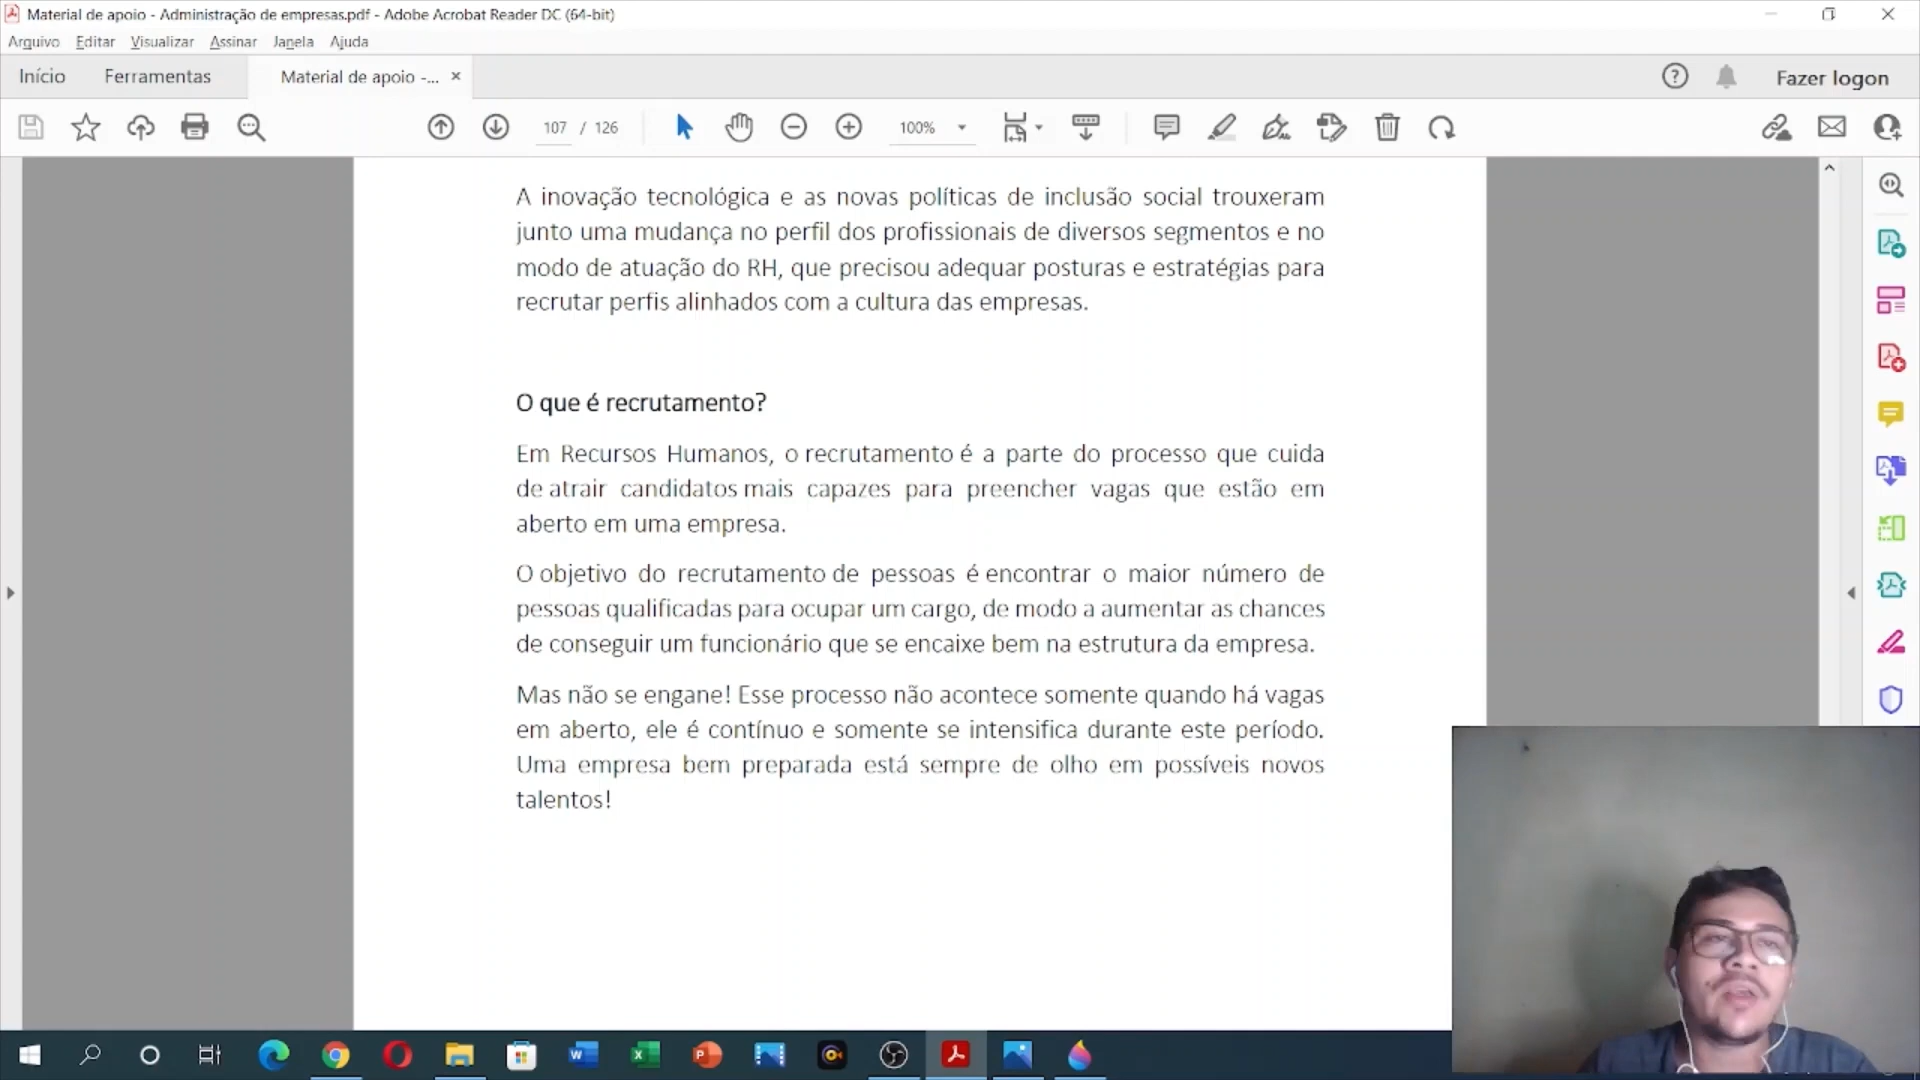 Material de apoio - Administração de empresas.pdf - Adobe Acrobat Reader DC (64-bit)
Arquivo Editar Visualizar Assinar Janela Ajuda
Início Ferramentas Material de apoio -... Fazer logon
107 / 126 100%
A inovação tecnológica e as novas políticas de inclusão social trouxeram
junto uma mudança no perfil dos profissionais de diversos segmentos e no
modo de atuação do RH, que precisou adequar posturas e estratégias para
recrutar perfis alinhados com a cultura das empresas.
O que é recrutamento?
Em Recursos Humanos, o recrutamento é a parte do processo que cuida
de atrair candidatos mais capazes para preencher vagas que estão em
aberto em uma empresa.
O objetivo do recrutamento de pessoas é encontrar o maior número de
pessoas qualificadas para ocupar um cargo, de modo a aumentar as chances
de conseguir um funcionário que se encaixe bem na estrutura da empresa.
Mas não se engane! Esse processo não acontece somente quando há vagas
em aberto, ele é contínuo e somente se intensifica durante este período.
Uma empresa bem preparada está sempre de olho em possíveis novos
talentos!